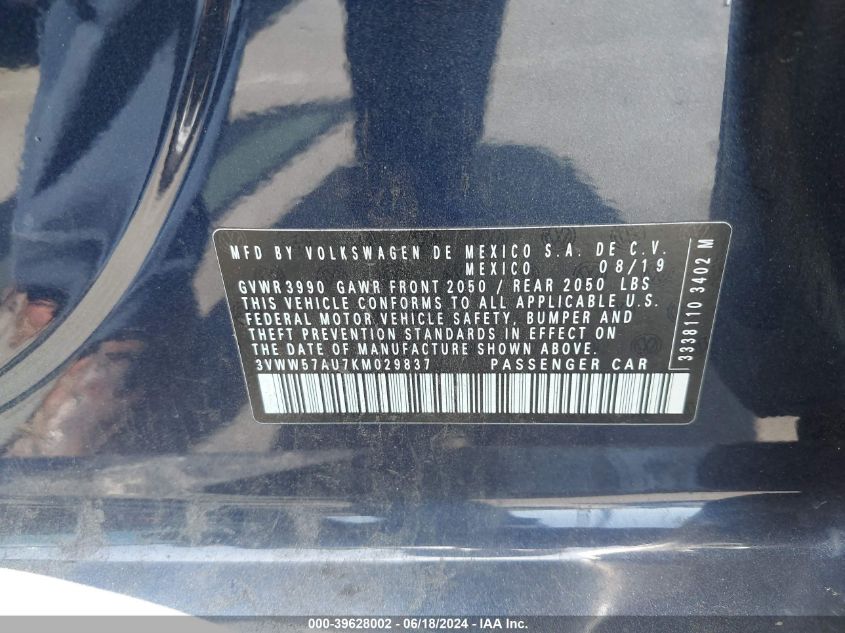 MFD BY VOLKSWAGEN DE MEXICO S.A. DE C.V.
MEXICO 08/19
GVWR 3990 GAWR FRONT 2050 / REAR 2050 LBS
THIS VEHICLE CONFORMS TO ALL APPLICABLE U.S.
FEDERAL MOTOR VEHICLE SAFETY, BUMPER AND
THEFT PREVENTION STANDARDS IN EFFECT ON
THE DATE OF MANUFACTURE SHOWN ABOVE.
3VWW57AU7KM029837 PASSENGER CAR
3338110 3402 M
000-39628002 - 06/18/2024 - IAA Inc.